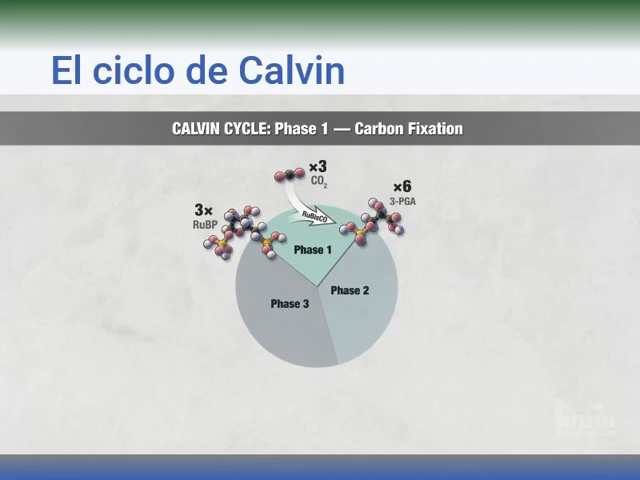 El ciclo de Calvin
CALVIN CYCLE: Phase 1 — Carbon Fixation
×3
CO₂
×6
3-PGA
3×
RuBP
RuBisCO
Phase 1
Phase 2
Phase 3